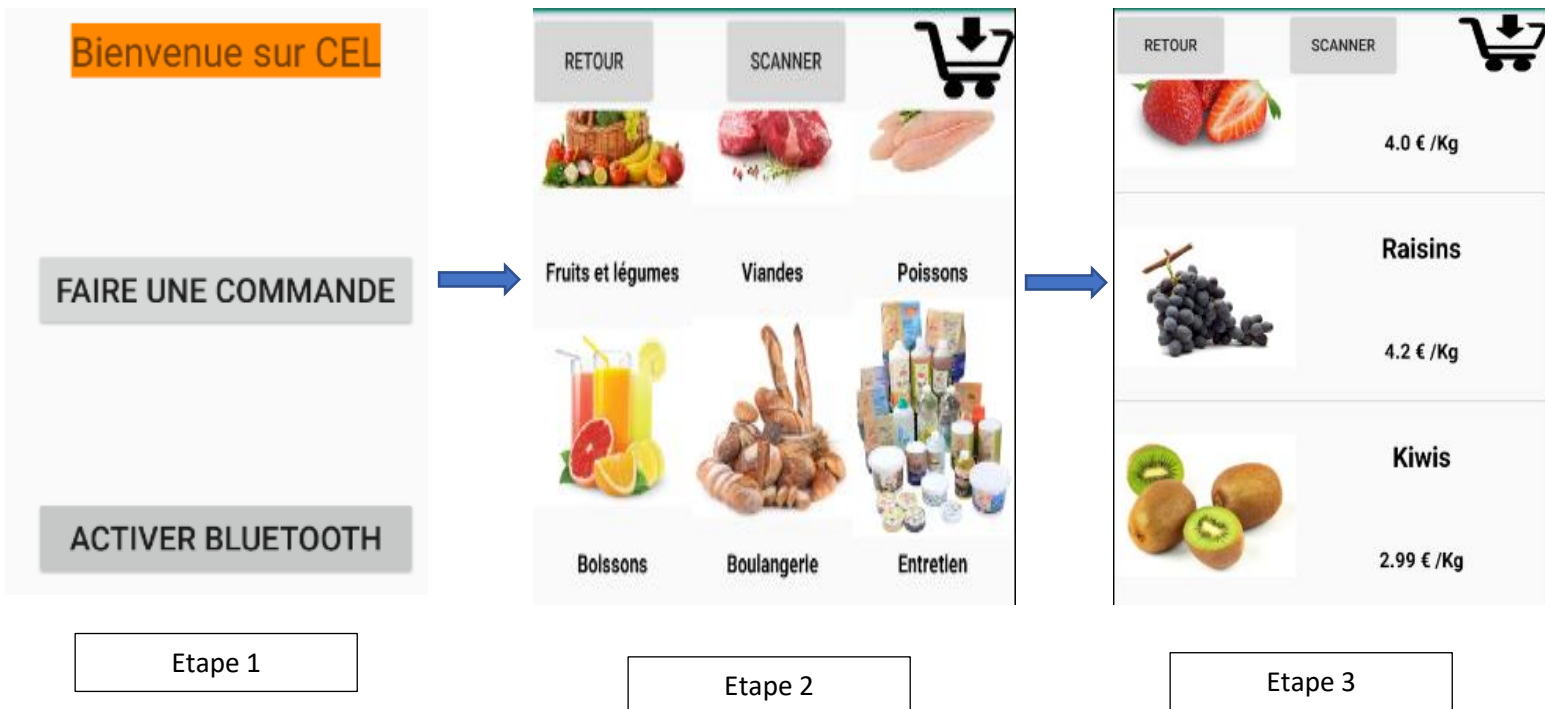 Bienvenue sur CEL
FAIRE UNE COMMANDE
ACTIVER BLUETOOTH
Etape 1
RETOUR SCANNER
Fruits et légumes Viandes Poissons
Boissons Boulangerie Entretien
Etape 2
RETOUR SCANNER
4.0 € /Kg
Raisins
4.2 € /Kg
Kiwis
2.99 € /Kg
Etape 3